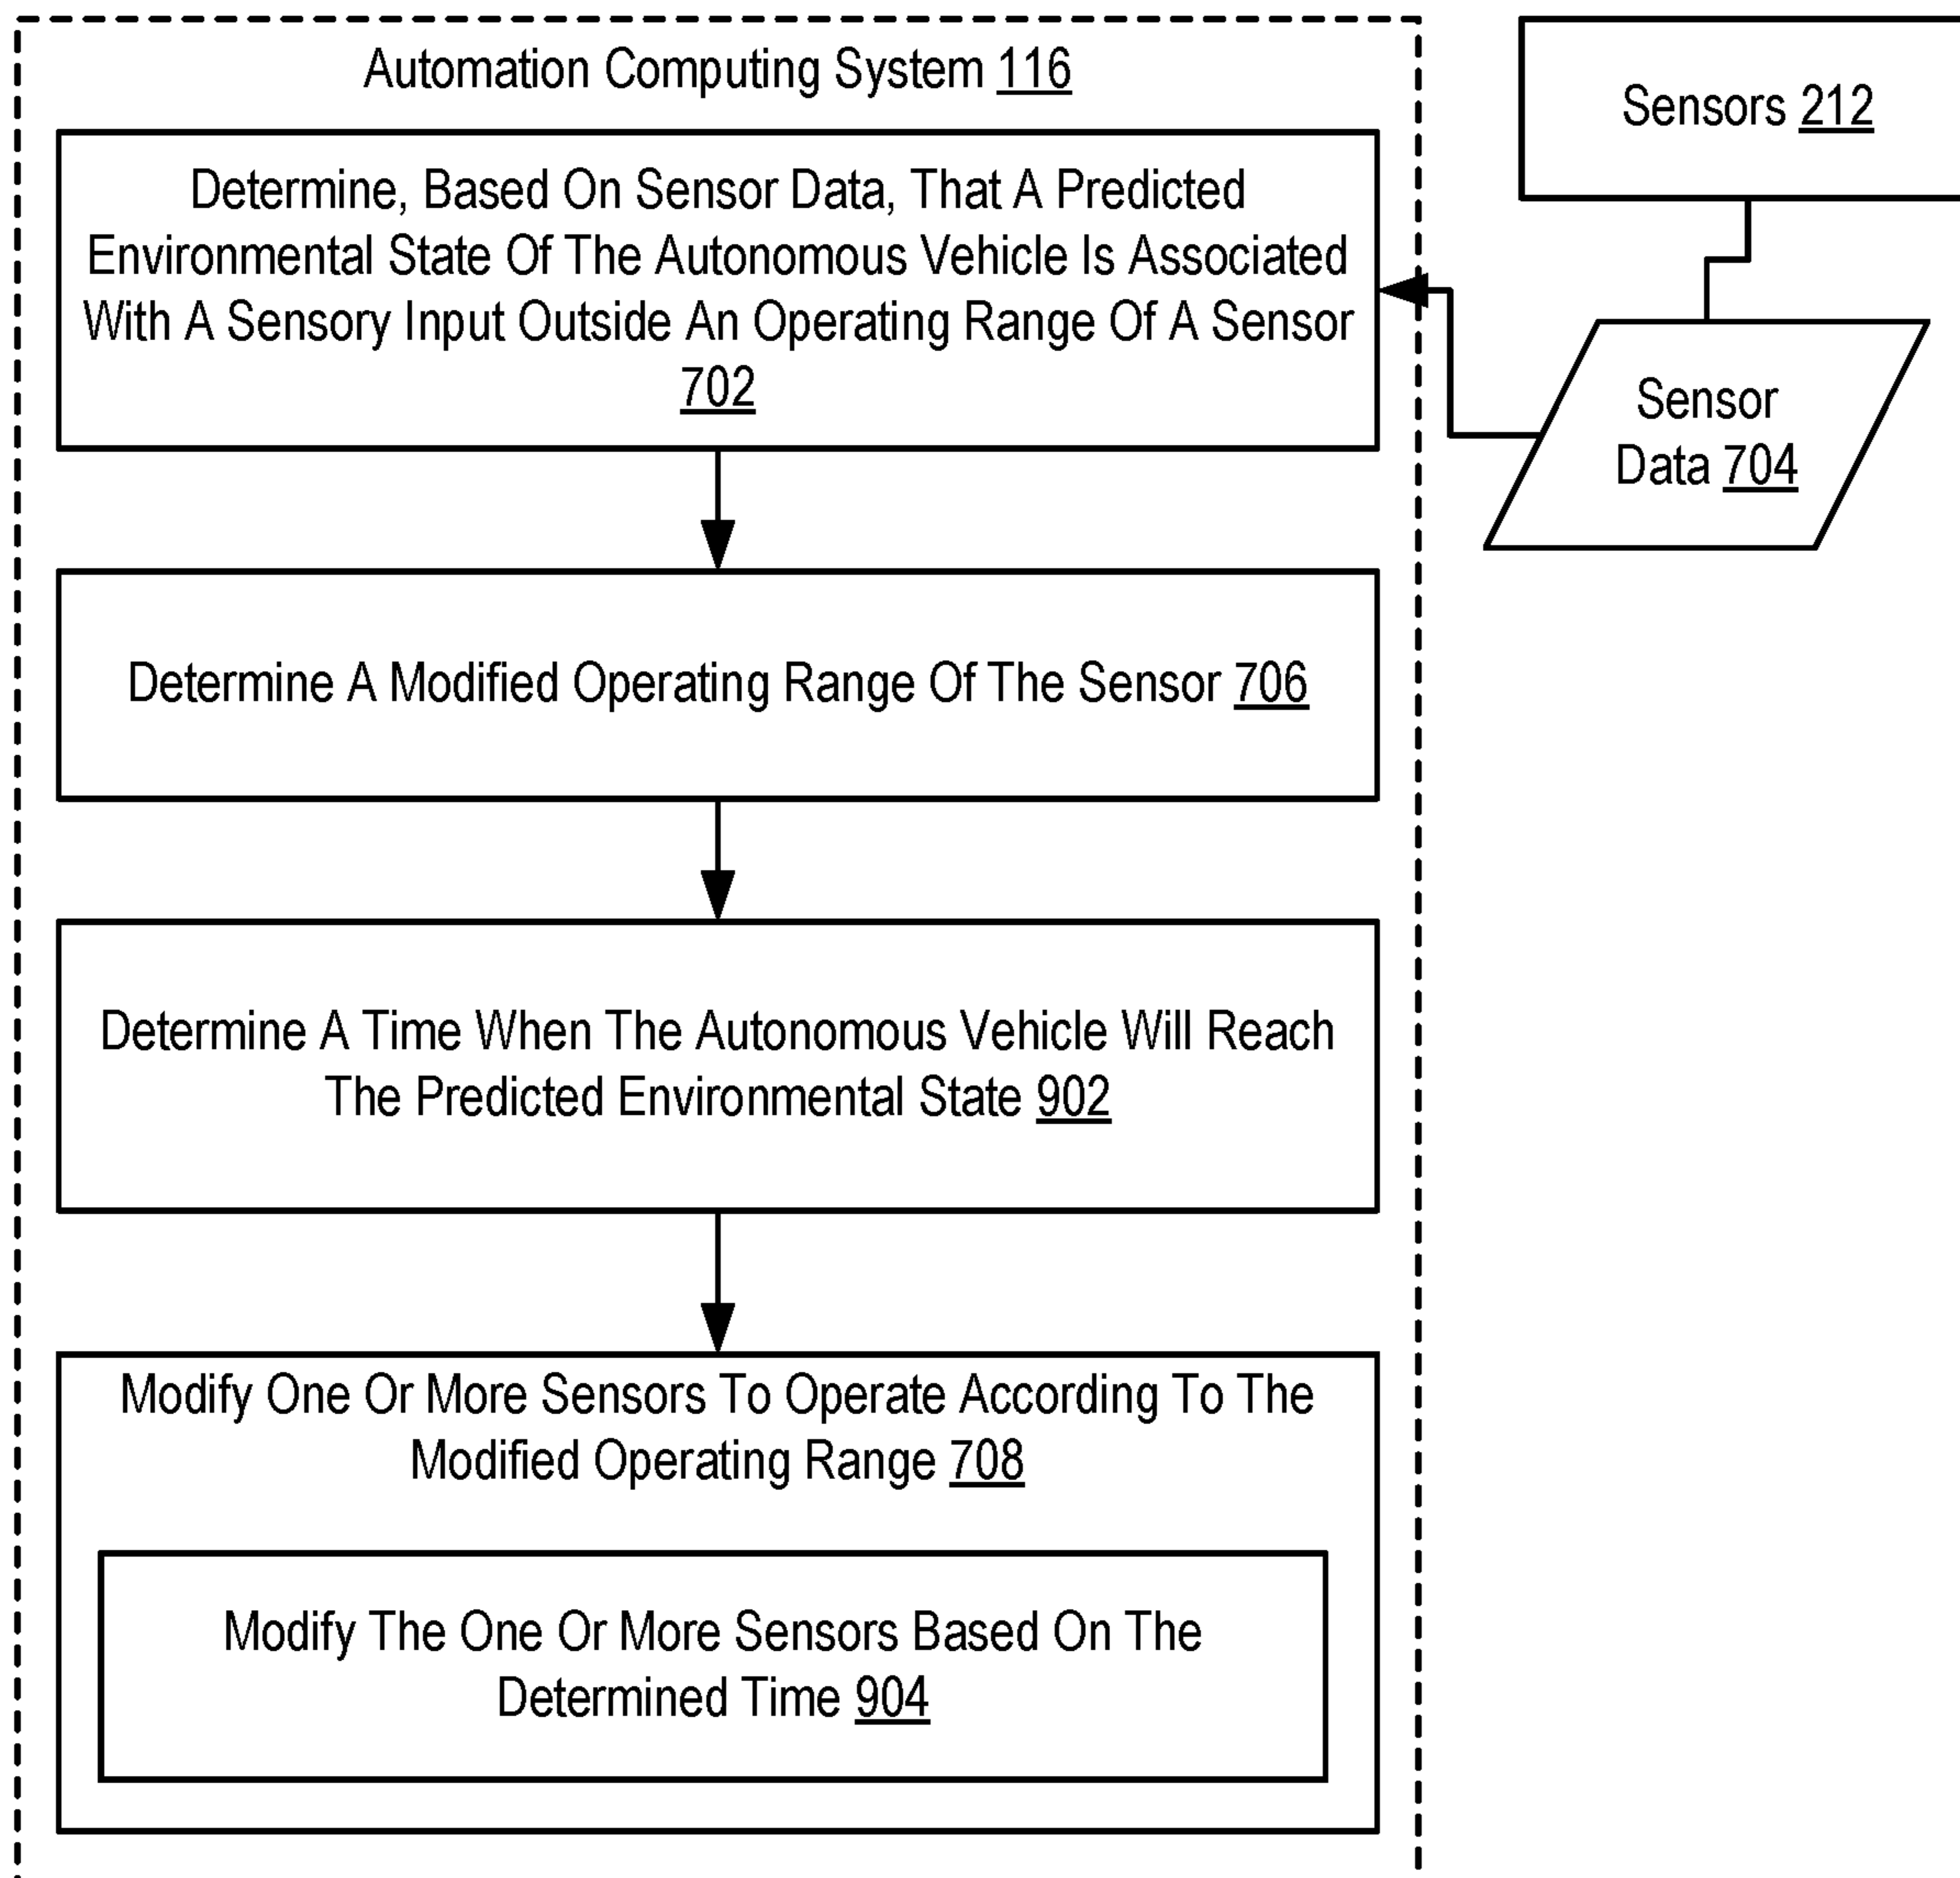 Automation Computing System 116
Sensors 212
Determine, Based On Sensor Data, That A Predicted
Environmental State Of The Autonomous Vehicle Is Associated
With A Sensory Input Outside An Operating Range Of A Sensor
702
Sensor
Data 704
Determine A Modified Operating Range Of The Sensor 706
Determine A Time When The Autonomous Vehicle Will Reach
The Predicted Environmental State 902
Modify One Or More Sensors To Operate According To The
Modified Operating Range 708
Modify The One Or More Sensors Based On The
Determined Time 904